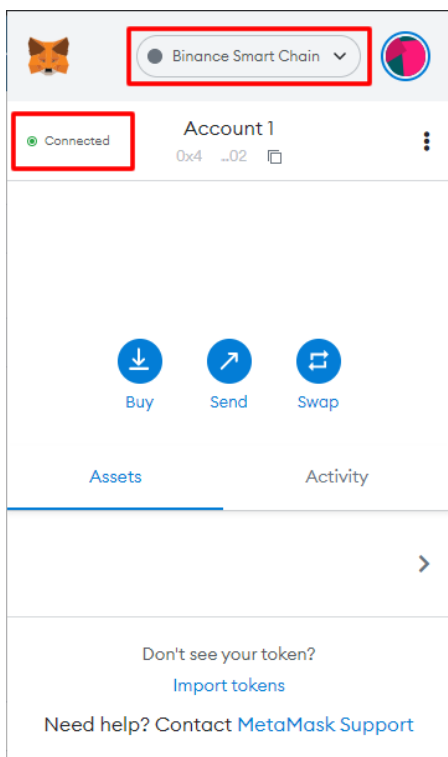 Binance Smart Chain
Connected
Account 1
0x4 ...02
Buy
Send
Swap
Assets
Activity
Don't see your token?
Import tokens
Need help? Contact MetaMask Support